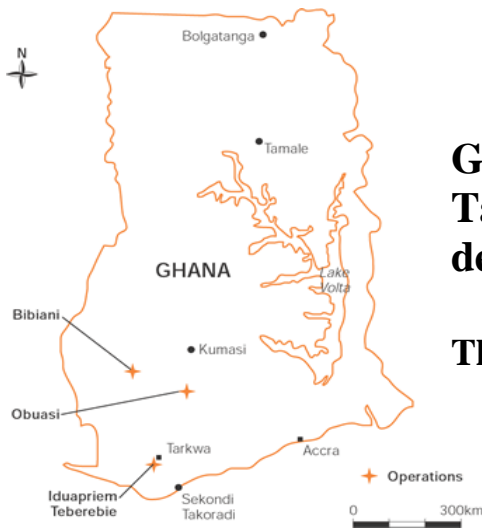 Bolgatanga
N
Tamale
GHANA
Lake
Volta
Bibiani
Kumasi
Obuasi
Tarkwa
Accra
Iduapriem
Teberebie
Operations
Sekondi
Takoradi
0 300km